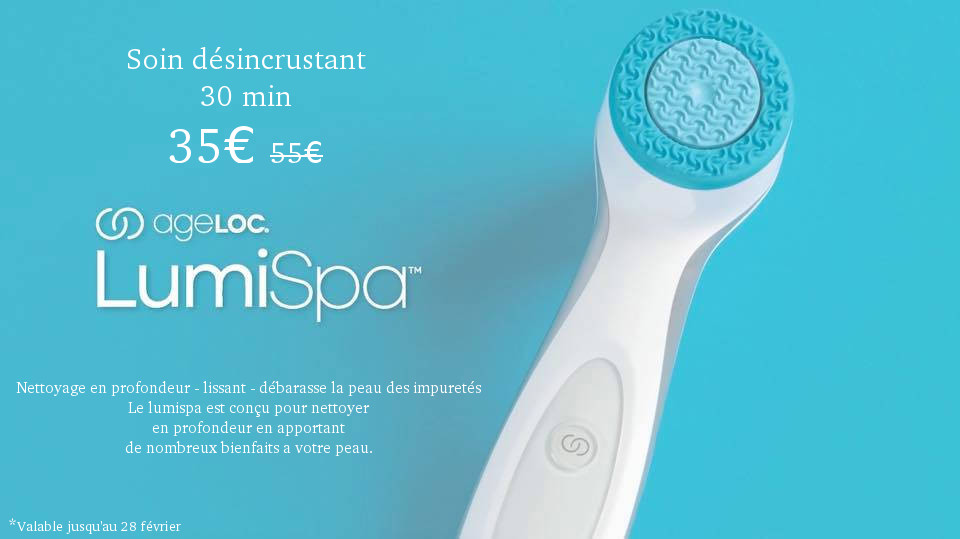 Soin désincrustant
30 min
35€ 55€
ageLOC.
LumiSpa™
Nettoyage en profondeur - lissant - débarasse la peau des impuretés
Le lumispa est conçu pour nettoyer
en profondeur en apportant
de nombreux bienfaits a votre peau.
*Valable jusqu'au 28 février